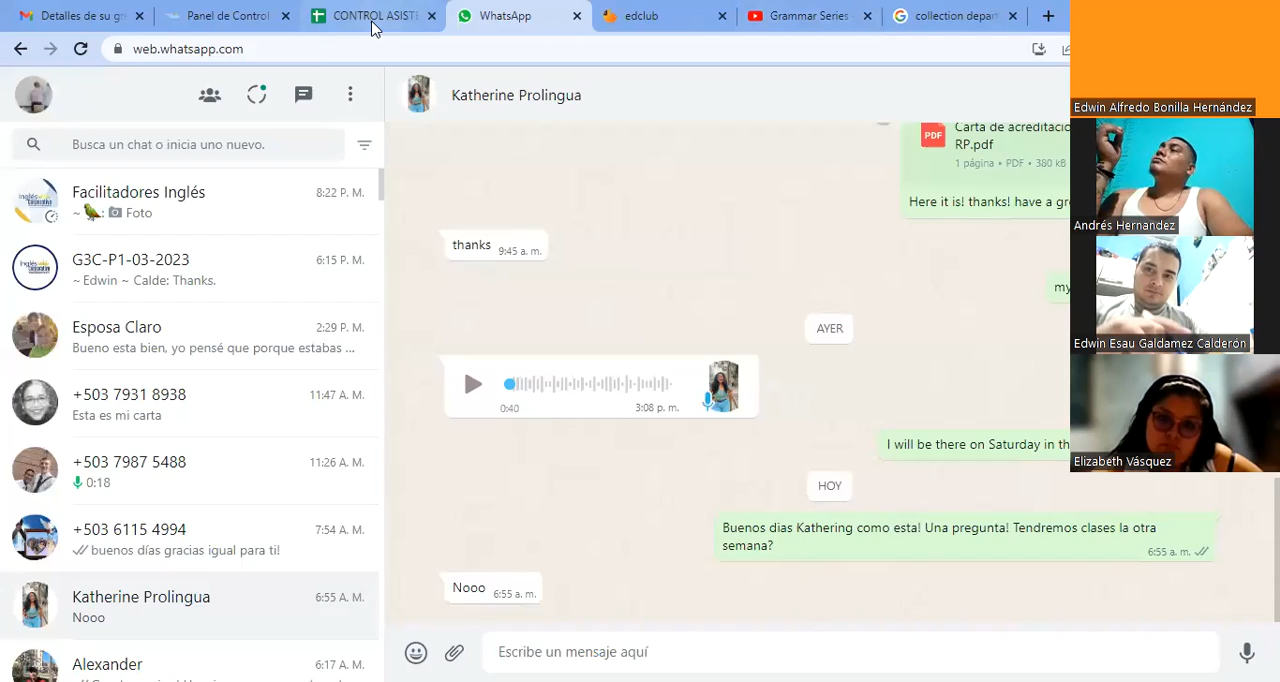 Detalles de su gr
Panel de Control
CONTROL ASISTE
WhatsApp
edclub
Grammar Series -
collection depar
web.whatsapp.com
Busca un chat o inicia uno nuevo.
Facilitadores Inglés 8:22 P. M.
~ Foto
G3C-P1-03-2023 6:15 P. M.
~Edwin ~ Calde: Thanks.
Esposa Claro 2:29 P. M.
Bueno esta bien, yo pensé que porque estabas ...
+503 7931 8938 11:47 A. M.
Esta es mi carta
+503 7987 5488 11:26 A. M.
0:18
+503 6115 4994 7:54 A. M.
buenos días gracias igual para ti!
Katherine Prolingua 6:55 A. M.
Nooo
Alexander 6:17 A. M.
Katherine Prolingua
PDF
Carta de acreditacio
RP.pdf
1 página • PDF • 380 kB
Here it is! thanks! have a gr
thanks 9:45 a. m.
my
AYER
0:40 3:08 p. m.
I will be there on Saturday in th
HOY
Buenos dias Kathering como esta! Una pregunta! Tendremos clases la otra
semana?
6:55 a. m.
Nooo 6:55 a. m.
Escribe un mensaje aquí
Edwin Alfredo Bonilla Hernández
Andrés Hernandez
Edwin Esau Galdamez Calderón
Elizabeth Vásquez